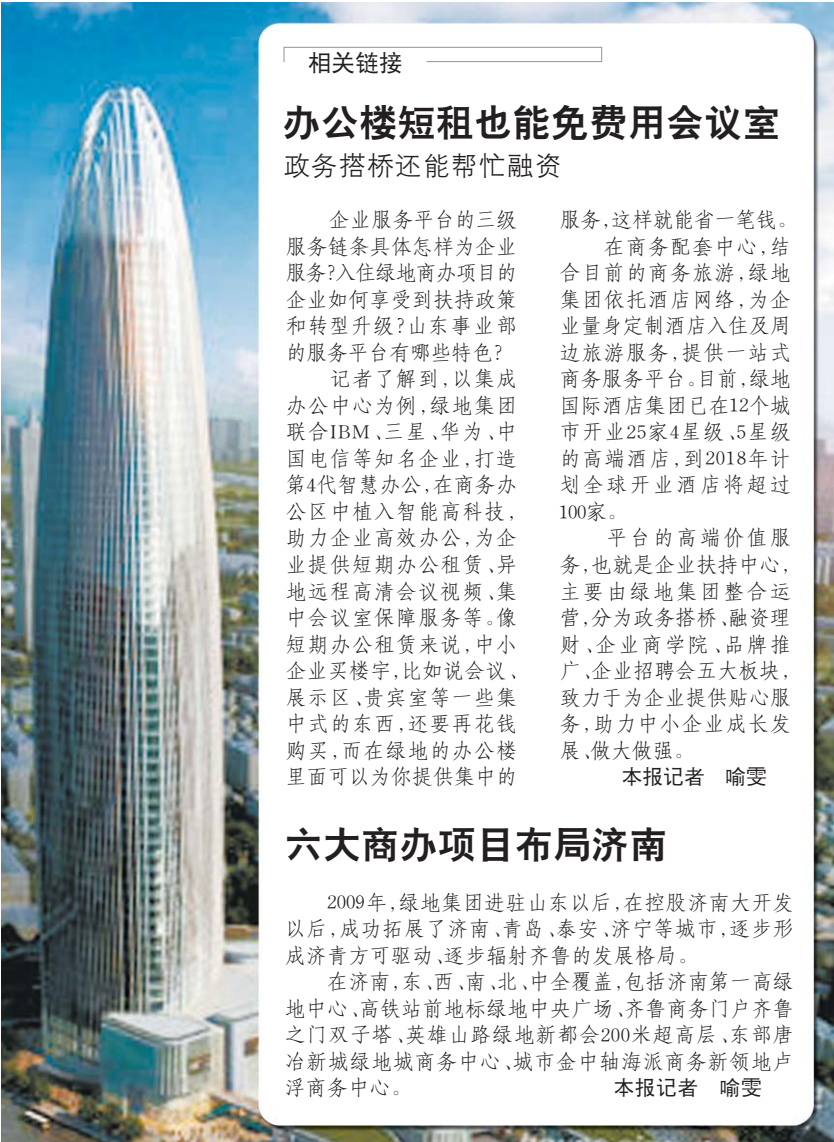 相关链接
办公楼短租也能免费用会议室
政务搭桥还能帮忙融资
企业服务平台的三级
服务链条具体怎样为企业
服务?入住绿地商办项目的
企业如何享受到扶持政策
和转型升级?山东事业部
的服务平台有哪些特色?
记者了解到,以集成
办公中心为例,绿地集团
联合IBM、三星、华为、中
国电信等知名企业,打造
第4代智慧办公,在商务办
公区中植入智能高科技,
助力企业高效办公,为企
业提供短期办公租赁、异
地远程高清会议视频、集
中会议室保障服务等。像
短期办公租赁来说,中小
企业买楼宇,比如说会议、
展示区、贵宾室等一些集
中式的东西,还要再花钱
购买,而在绿地的办公楼
里面可以为你提供集中的
服务,这样就能省一笔钱。
在商务配套中心,结
合目前的商务旅游,绿地
集团依托酒店网络,为企
业量身定制酒店入住及周
边旅游服务,提供一站式
商务服务平台。目前,绿地
国际酒店集团已在12个城
市开业25家4星级、5星级
的高端酒店,到2018年计
划全球开业酒店将超过
100家。
平台的高端价值服
务,也就是企业扶持中心,
主要由绿地集团整合运
营,分为政务搭桥、融资理
财、企业商学院、品牌推
广、企业招聘会五大板块,
致力于为企业提供贴心服
务,助力中小企业成长发
展、做大做强。
本报记者 喻雯
六大商办项目布局济南
2009年,绿地集团进驻山东以后,在控股济南大开发
以后,成功拓展了济南、青岛、泰安、济宁等城市,逐步形
成济青方可驱动、逐步辐射齐鲁的发展格局。
在济南,东、西、南、北、中全覆盖,包括济南第一高绿
地中心、高铁站前地标绿地中央广场、齐鲁商务门户齐鲁
之门双子塔、英雄山路绿地新都会200米超高层、东部唐
冶新城绿地城商务中心、城市金中轴海派商务新领地卢
浮商务中心。 本报记者 喻雯